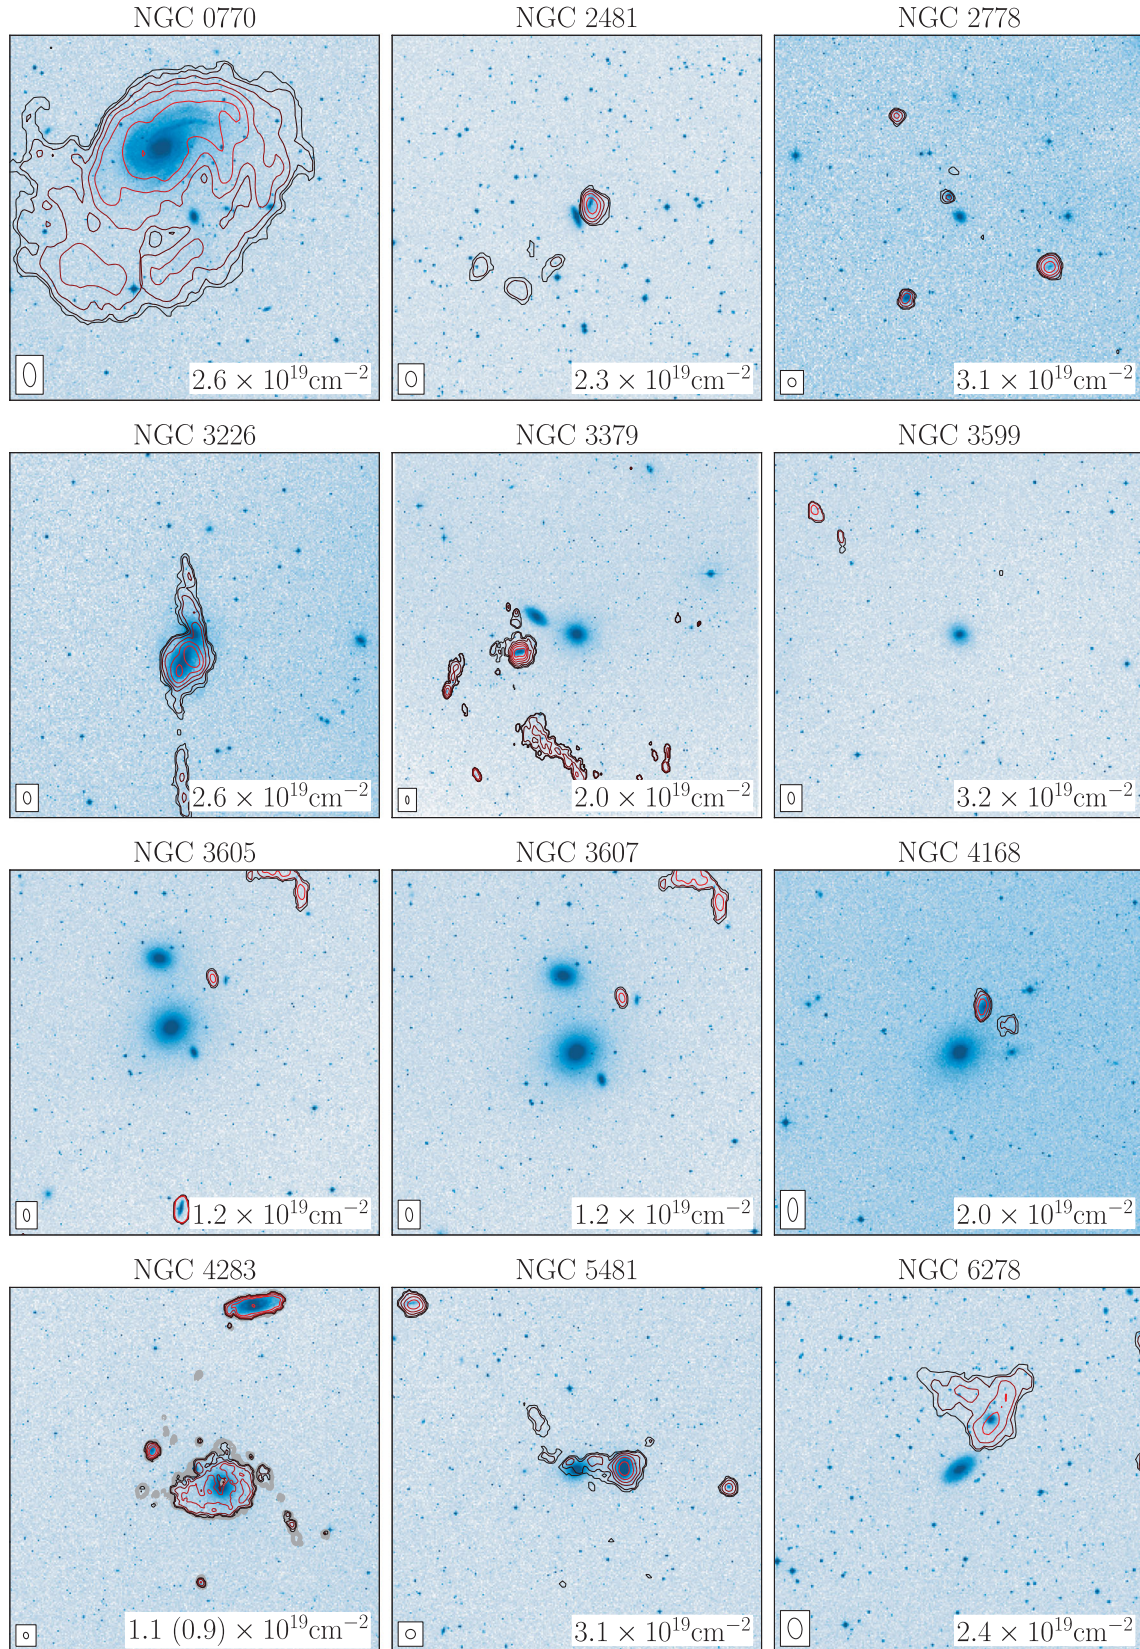 NGC 0770 NGC 2481 NGC 2778
2.6 × 10¹⁹cm⁻² 2.3 × 10¹⁹cm⁻² 3.1 × 10¹⁹cm⁻²
NGC 3226 NGC 3379 NGC 3599
2.6 × 10¹⁹cm⁻² 2.0 × 10¹⁹cm⁻² 3.2 × 10¹⁹cm⁻²
NGC 3605 NGC 3607 NGC 4168
1.2 × 10¹⁹cm⁻² 1.2 × 10¹⁹cm⁻² 2.0 × 10¹⁹cm⁻²
NGC 4283 NGC 5481 NGC 6278
1.1 (0.9) × 10¹⁹cm⁻² 3.1 × 10¹⁹cm⁻² 2.4 × 10¹⁹cm⁻²